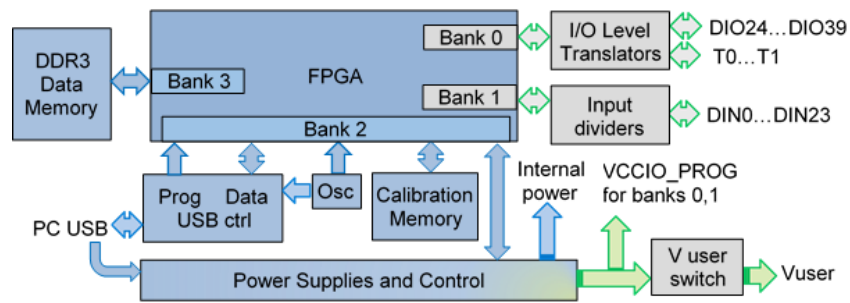 DDR3
Data
Memory
FPGA
Bank 0
Bank 1
Bank 2
Bank 3
I/O Level
Translators
DIO24...DIO39
T0...T1
Input
dividers
DIN0...DIN23
Prog Data
USB ctrl
Osc
Calibration
Memory
Internal
power
VCCIO_PROG
for banks 0,1
PC USB
Power Supplies and Control
V user
switch
Vuser